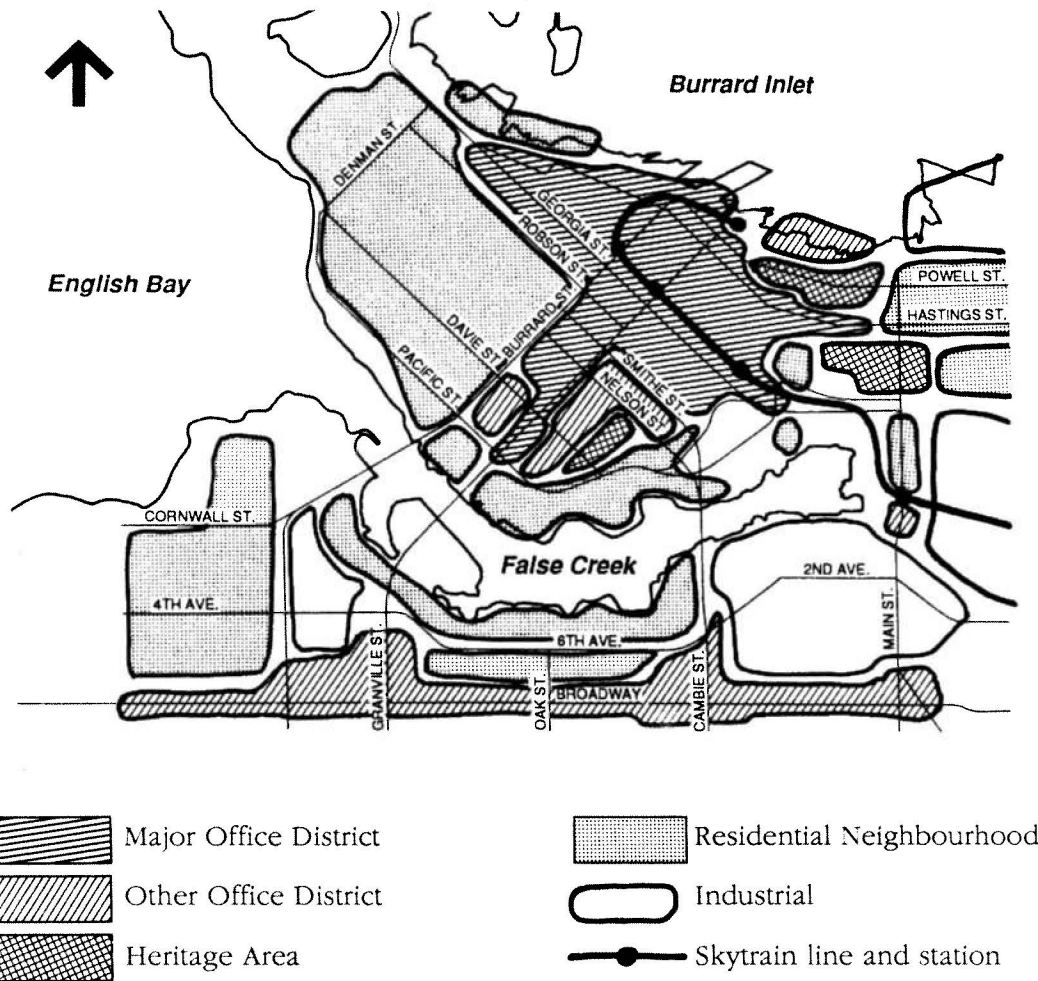 Burrard Inlet
DENMAN ST.
GEORGIA ST.
ROBSON ST.
English Bay
POWELL ST.
HASTINGS ST.
DAVIE ST.
BURRARD ST.
PACIFIC ST.
SMITHE ST.
NELSON ST.
CORNWALL ST.
False Creek
2ND AVE.
4TH AVE.
6TH AVE.
MAIN ST.
GRANVILLE ST.
OAK ST.
BROADWAY
CAMBIE ST.
Major Office District
Residential Neighbourhood
Other Office District
Industrial
Heritage Area
Skytrain line and station